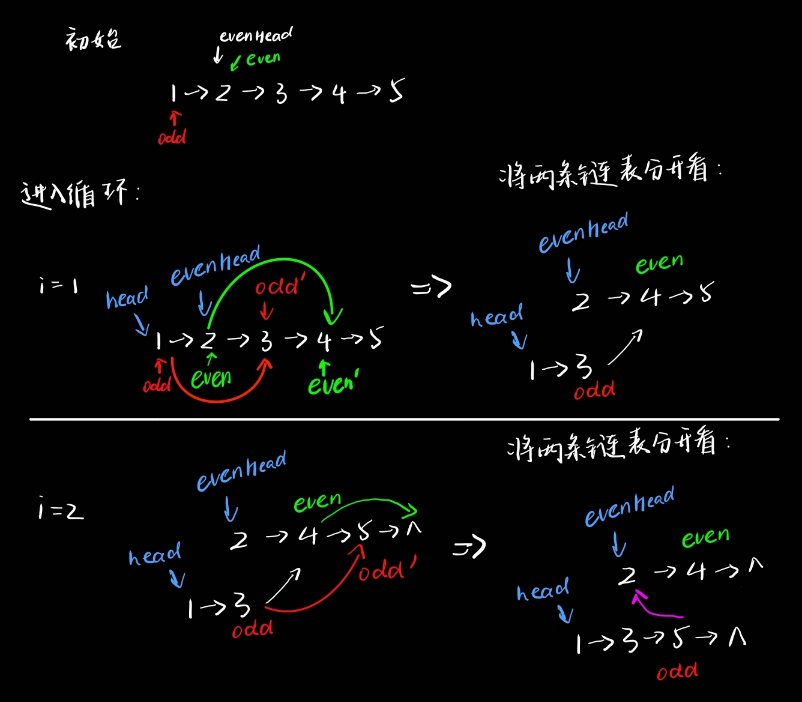 初始
evenHead
even
1 → 2 → 3 → 4 → 5
odd
进入循环：
将两条链表分开看：
i = 1
head
evenhead
odd'
1 → 2 → 3 → 4 → 5
odd
even
even'
=>
evenhead
even
2 → 4 → 5
head
1 → 3
odd
将两条链表分开看：
i = 2
evenhead
even
2 → 4 → 5 → ∧
head
odd'
1 → 3
odd
=>
evenhead
even
2 → 4 → ∧
head
1 → 3 → 5 → ∧
odd